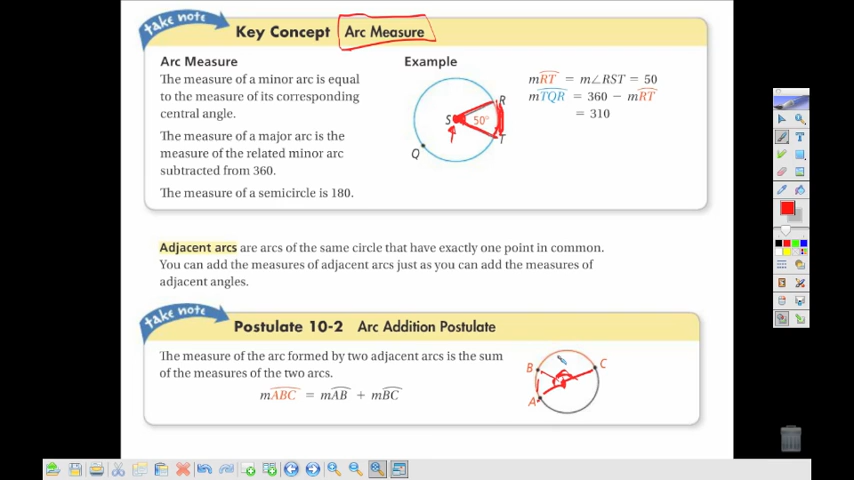 take note
Key Concept Arc Measure
Arc Measure
The measure of a minor arc is equal
to the measure of its corresponding
central angle.
The measure of a major arc is the
measure of the related minor arc
subtracted from 360.
The measure of a semicircle is 180.
Example
R
S
50°
T
Q
mRT = m∠RST = 50
mTQR = 360 − mRT
= 310
Adjacent arcs are arcs of the same circle that have exactly one point in common.
You can add the measures of adjacent arcs just as you can add the measures of
adjacent angles.
take note
Postulate 10-2 Arc Addition Postulate
The measure of the arc formed by two adjacent arcs is the sum
of the measures of the two arcs.
mABC = mAB + mBC
B
C
A